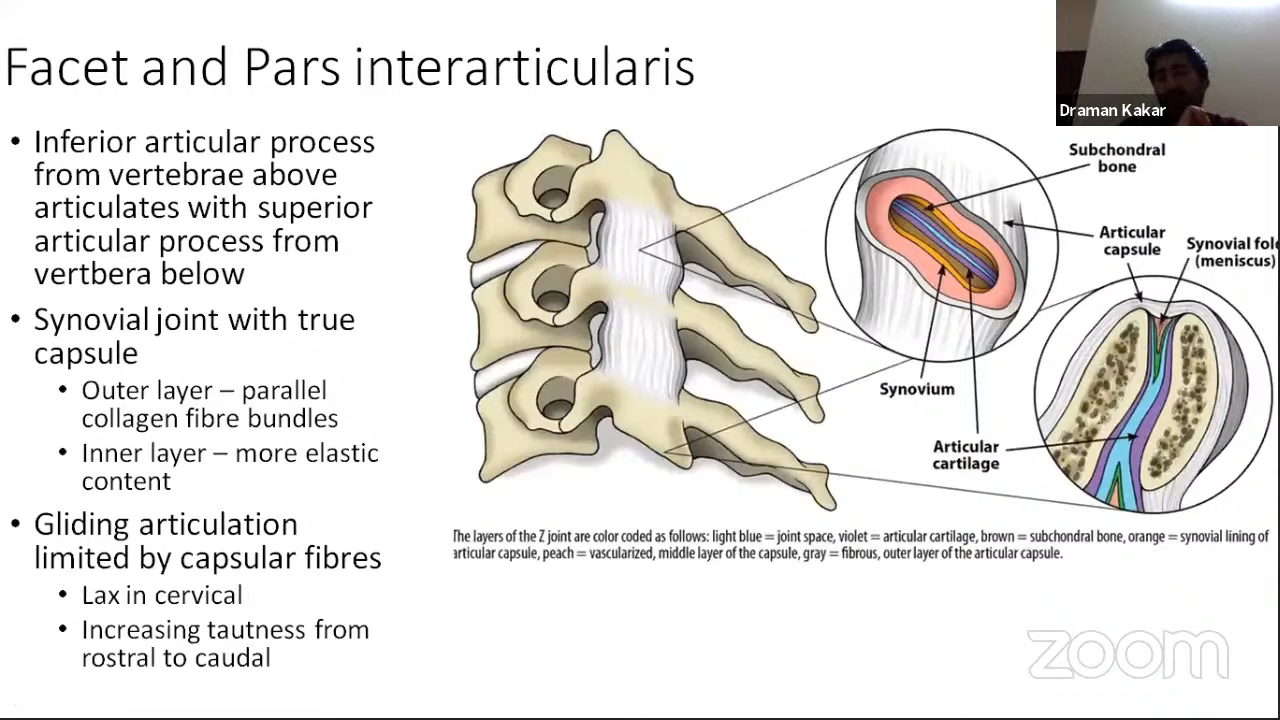 Facet and Pars interarticularis
• Inferior articular process
from vertebrae above
articulates with superior
articular process from
vertbera below
• Synovial joint with true
capsule
• Outer layer – parallel
collagen fibre bundles
• Inner layer – more elastic
content
• Gliding articulation
limited by capsular fibres
• Lax in cervical
• Increasing tautness from
rostral to caudal
Draman Kakar
Subchondral
bone
Articular
capsule
Synovial fol
(meniscus)
Synovium
Articular
cartilage
The layers of the Z joint are color coded as follows: light blue = joint space, violet = articular cartilage, brown = subchondral bone, orange = synovial lining of
articular capsule, peach = vascularized, middle layer of the capsule, gray = fibrous, outer layer of the articular capsule.
zoom